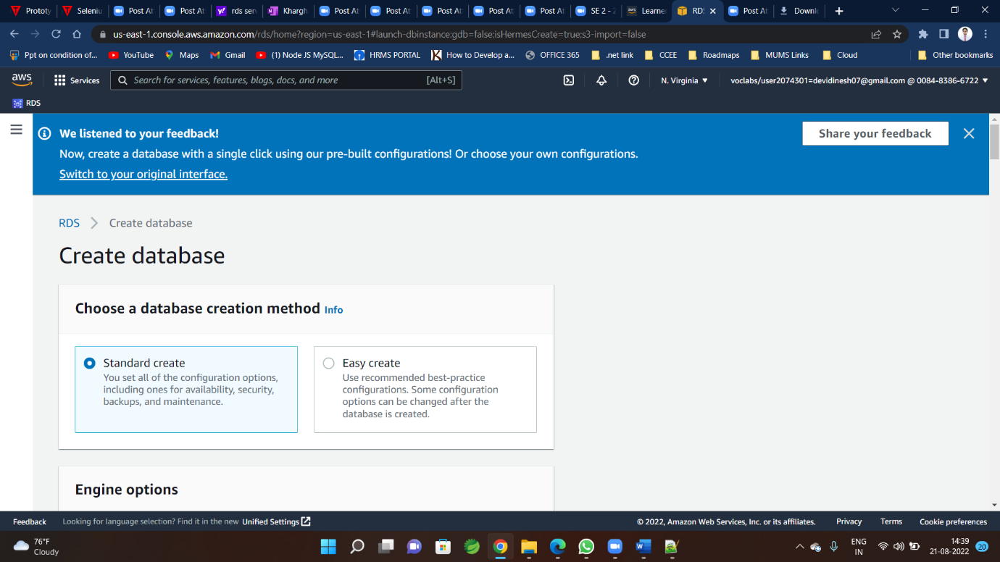 Prototy
Seleniu
Post At
Post At
rds ser
Khargh
Post At
Post At
Post At
Post At
Post At
SE 2 - 2
Learne
RDS
Post At
Downl
us-east-1.console.aws.amazon.com/rds/home?region=us-east-1#launch-dbinstance:gdb=false;isHermesCreate=true;s3-import=false
Ppt on condition of...
YouTube
Maps
Gmail
(1) Node JS MySQL...
HRMS PORTAL
How to Develop a...
OFFICE 365
.net link
CCEE
Roadmaps
MUMS Links
Cloud
Other bookmarks
aws
Services
Search for services, features, blogs, docs, and more
[Alt+S]
N. Virginia
voclabs/user2074301=devidinesh07@gmail.com @ 0084-8386-6722
RDS
We listened to your feedback!
Share your feedback
Now, create a database with a single click using our pre-built configurations! Or choose your own configurations.
Switch to your original interface.
RDS
Create database
Create database
Choose a database creation method Info
Standard create
You set all of the configuration options,
including ones for availability, security,
backups, and maintenance.
Easy create
Use recommended best-practice
configurations. Some configuration
options can be changed after the
database is created.
Engine options
Feedback
Looking for language selection? Find it in the new Unified Settings
© 2022, Amazon Web Services, Inc. or its affiliates.
Privacy
Terms
Cookie preferences
76°F
Cloudy
ENG
IN
14:39
21-08-2022
20